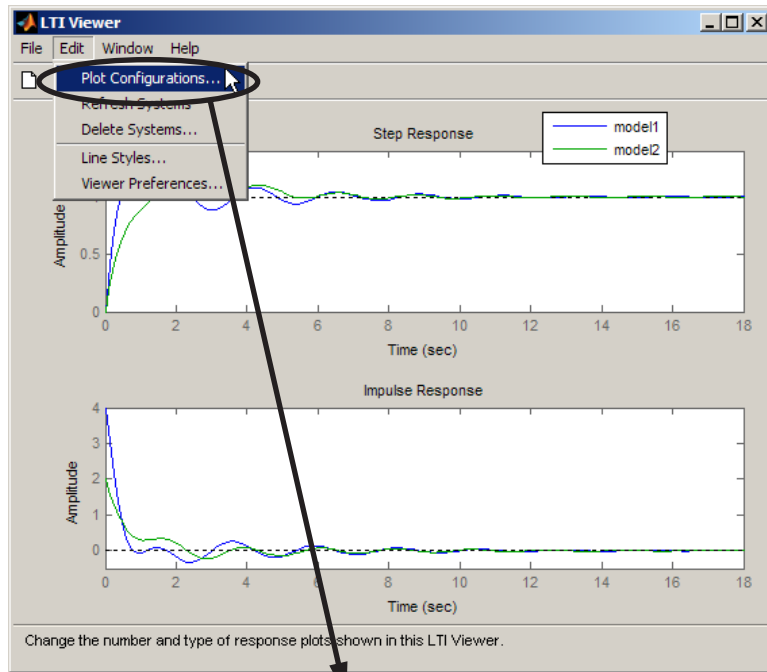 LTI Viewer
File Edit Window Help
Plot Configurations...
Refresh Systems
Delete Systems...
Line Styles...
Viewer Preferences...
Step Response
model1
model2
Amplitude
0.5
0
0 2 4 6 8 10 12 14 16 18
Time (sec)
Impulse Response
Amplitude
4
3
2
1
0
0 2 4 6 8 10 12 14 16 18
Time (sec)
Change the number and type of response plots shown in this LTI Viewer.